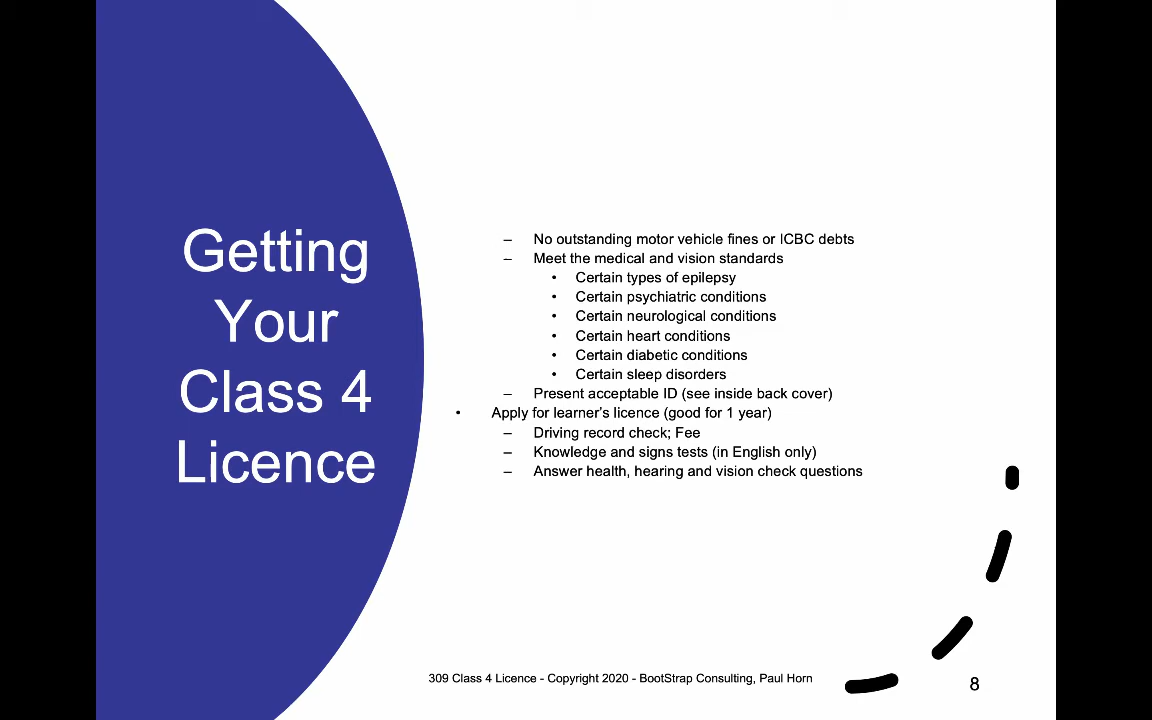 Getting
Your
Class 4
Licence
– No outstanding motor vehicle fines or ICBC debts
– Meet the medical and vision standards
• Certain types of epilepsy
• Certain psychiatric conditions
• Certain neurological conditions
• Certain heart conditions
• Certain diabetic conditions
• Certain sleep disorders
– Present acceptable ID (see inside back cover)
• Apply for learner's licence (good for 1 year)
– Driving record check; Fee
– Knowledge and signs tests (in English only)
– Answer health, hearing and vision check questions
309 Class 4 Licence - Copyright 2020 - BootStrap Consulting, Paul Horn
8